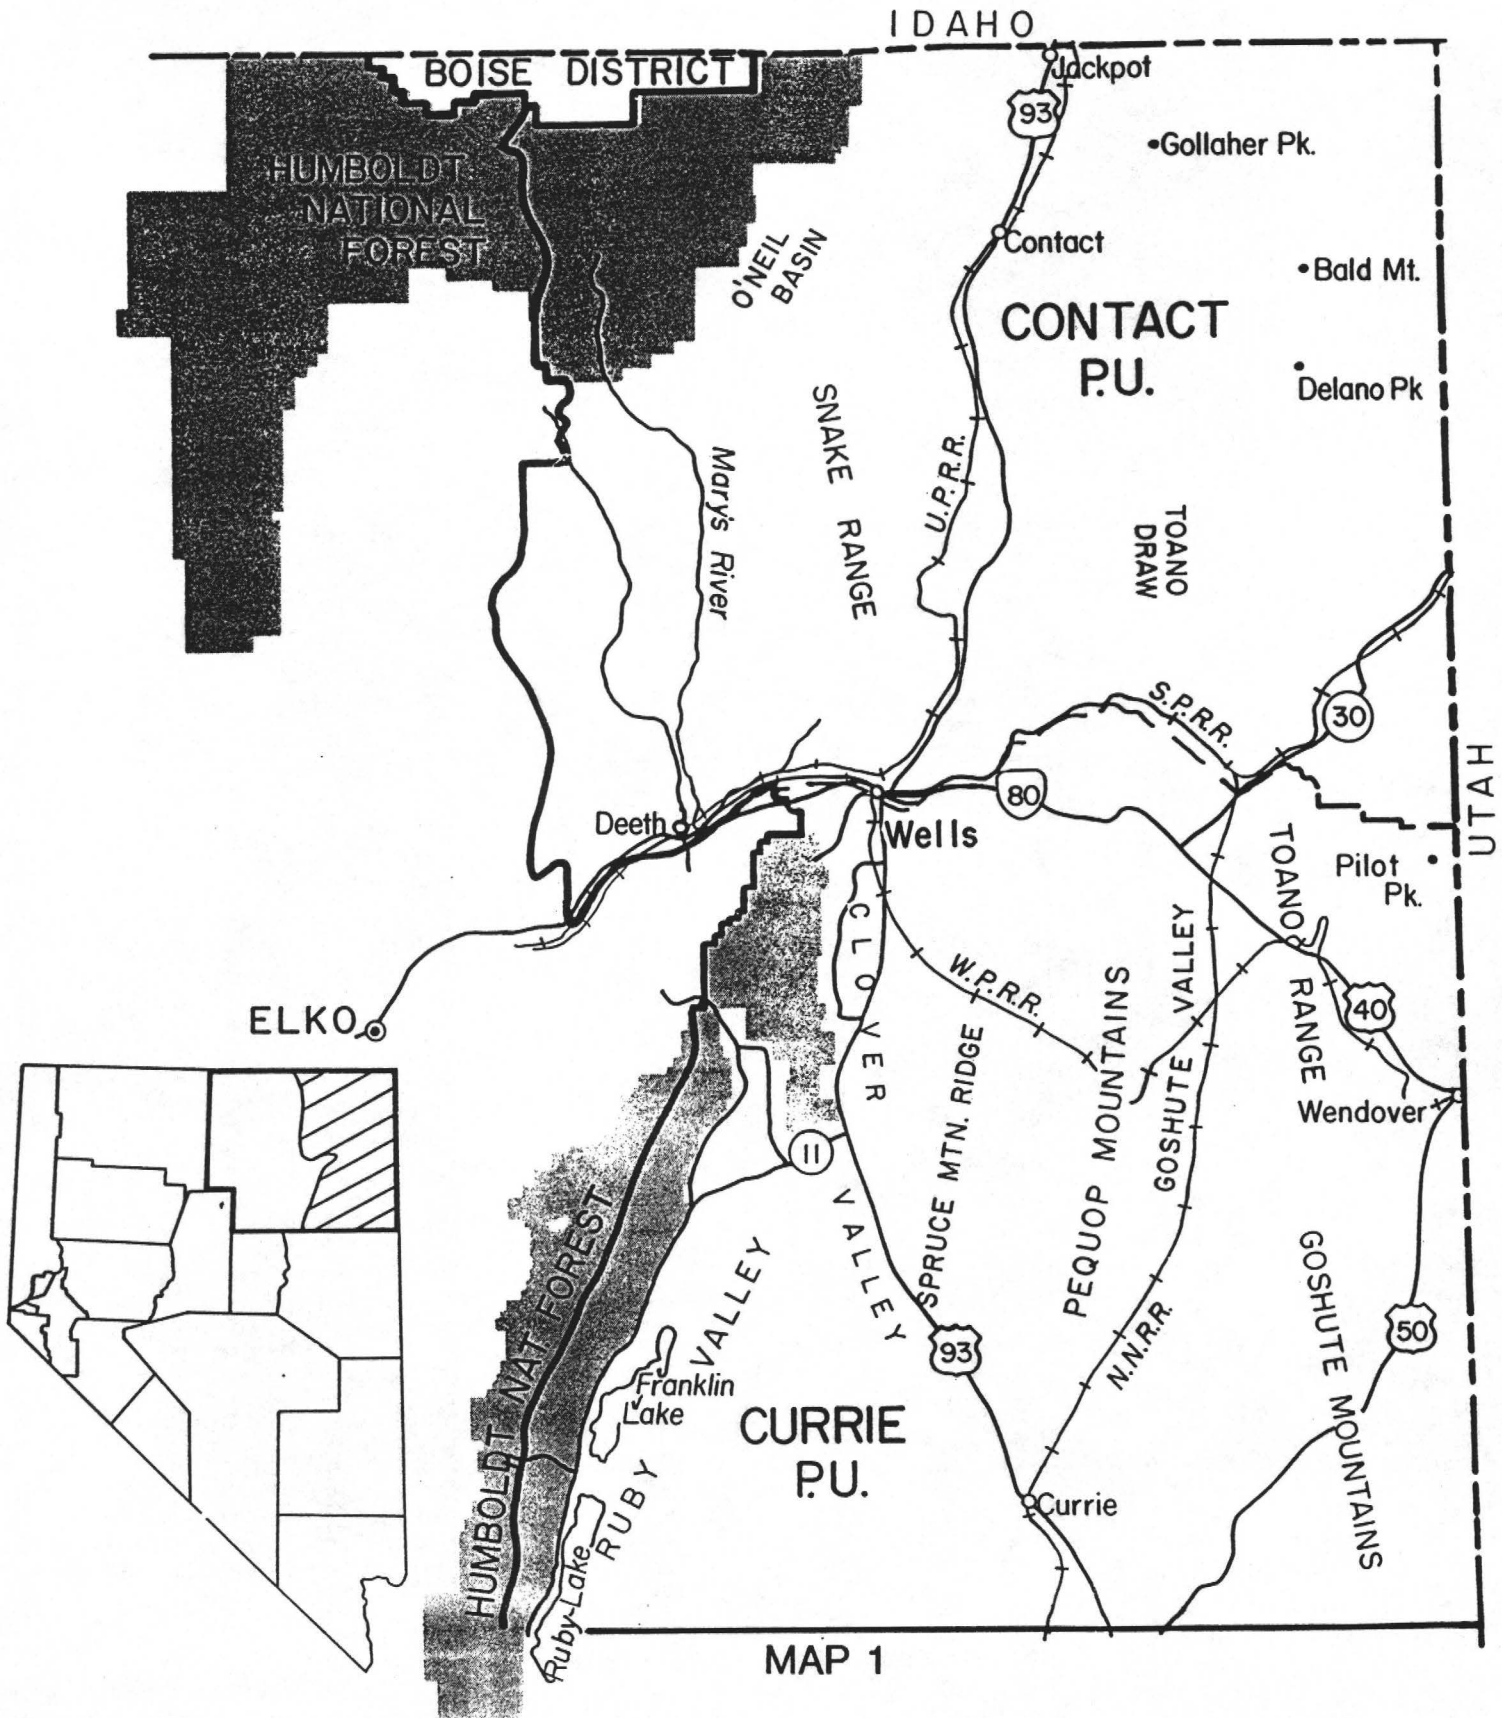 IDAHO
BOISE DISTRICT
Jackpot
93
•Gollaher Pk.
HUMBOLDT
NATIONAL
FOREST
O'NEIL
BASIN
Contact
• Bald Mt.
CONTACT
P.U.
Delano Pk
SNAKE RANGE
U.P.R.R.
Mary's River
TOANO
DRAW
S.P.R.R.
30
UTAH
80
Deeth
Wells
Pilot
Pk.
TOANO RANGE
CLOVER VALLEY
W.P.R.R.
GOSHUTE VALLEY
40
ELKO
PEQUOP MOUNTAINS
SPRUCE MTN. RIDGE
Wendover
11
HUMBOLDT NAT. FOREST
RUBY VALLEY
GOSHUTE MOUNTAINS
50
93
N.N.R.R.
Franklin
Lake
CURRIE
P.U.
Currie
Ruby Lake
MAP 1